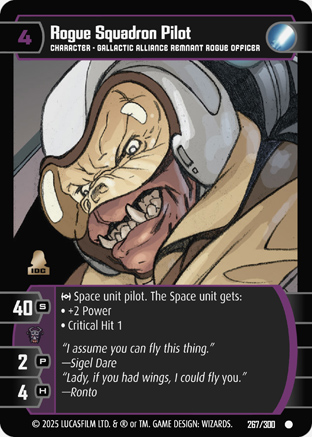 4
Rogue Squadron Pilot
CHARACTER - GALLACTIC ALLIANCE REMNANT ROGUE OFFICER
IDC
40 S
2 P
4 H
Space unit pilot. The Space unit gets:
• +2 Power
• Critical Hit 1
"I assume you can fly this thing."
—Sigel Dare
"Lady, if you had wings, I could fly you."
—Ronto
© 2025 LUCASFILM LTD. & ® or TM. GAME DESIGN: WIZARDS.
267/300